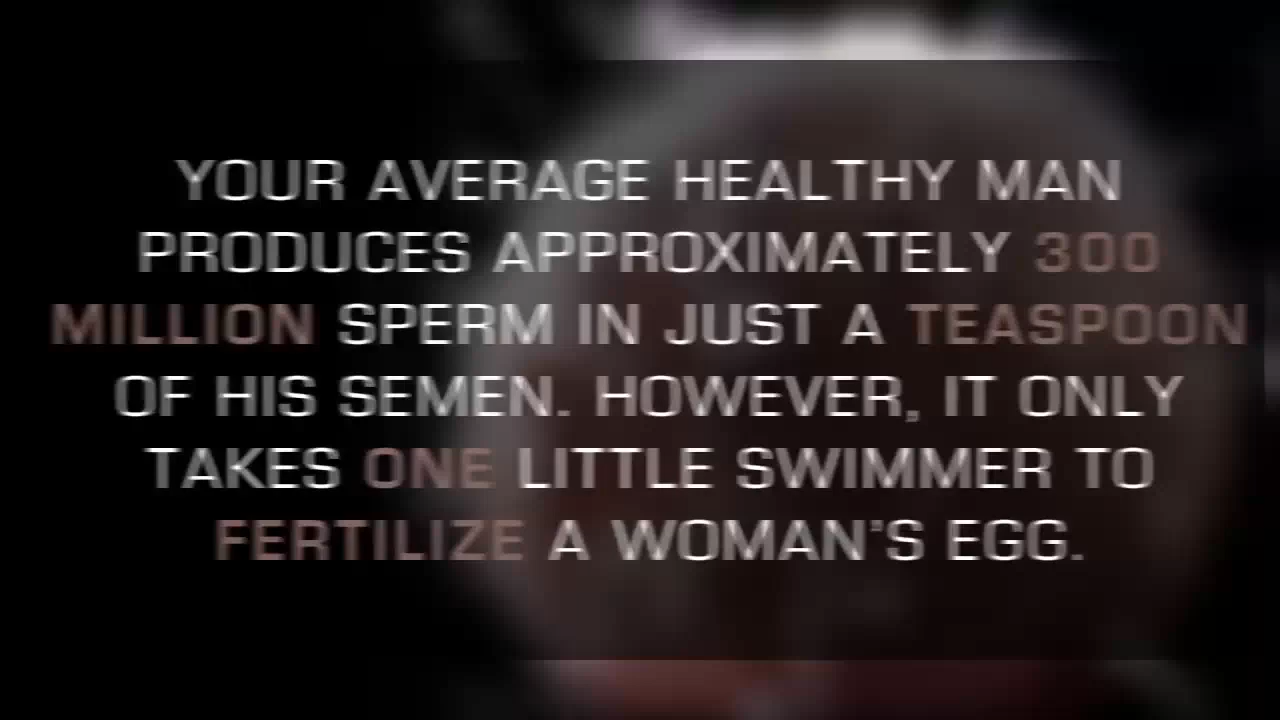 YOUR AVERAGE HEALTHY MAN
PRODUCES APPROXIMATELY 300
MILLION SPERM IN JUST A TEASPOON
OF HIS SEMEN. HOWEVER, IT ONLY
TAKES ONE LITTLE SWIMMER TO
FERTILIZE A WOMAN'S EGG.